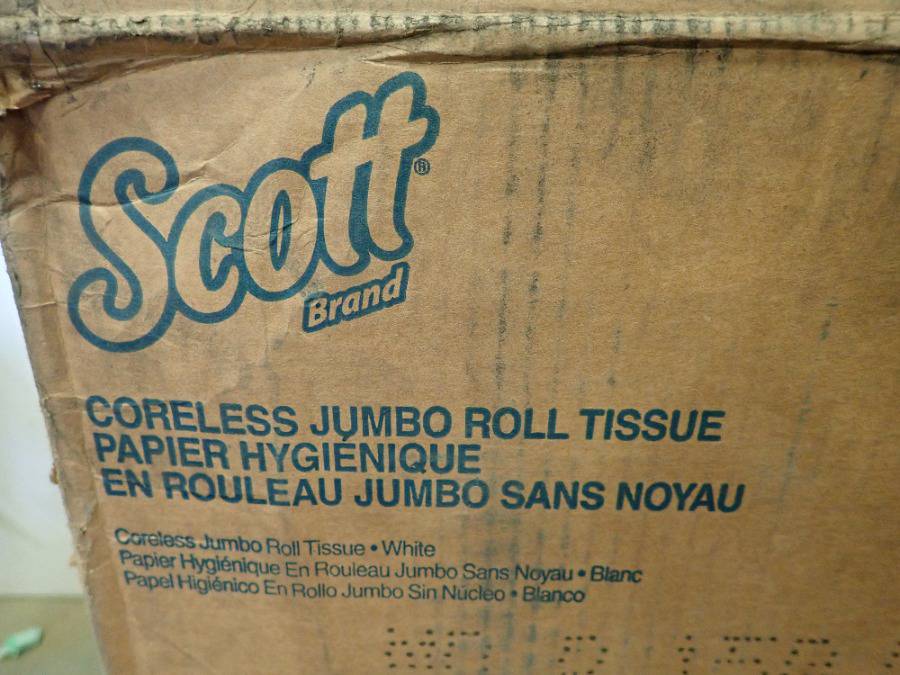 Scott®
Brand
CORELESS JUMBO ROLL TISSUE
PAPIER HYGIÉNIQUE
EN ROULEAU JUMBO SANS NOYAU
Coreless Jumbo Roll Tissue • White
Papier Hygiénique En Rouleau Jumbo Sans Noyau • Blanc
Papel Higiénico En Rollo Jumbo Sin Núcleo • Blanco